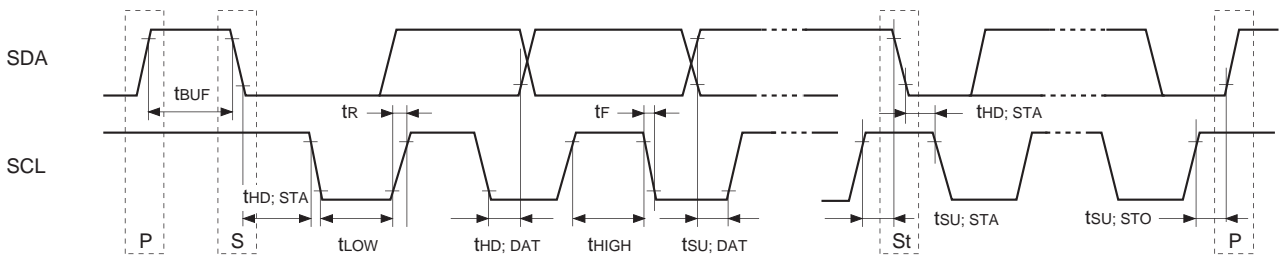 SDA
tBUF
tR
tF
tHD; STA
SCL
tHD; STA
tLOW
tHD; DAT
tHIGH
tSU; DAT
tSU; STA
tSU; STO
P
S
St
P